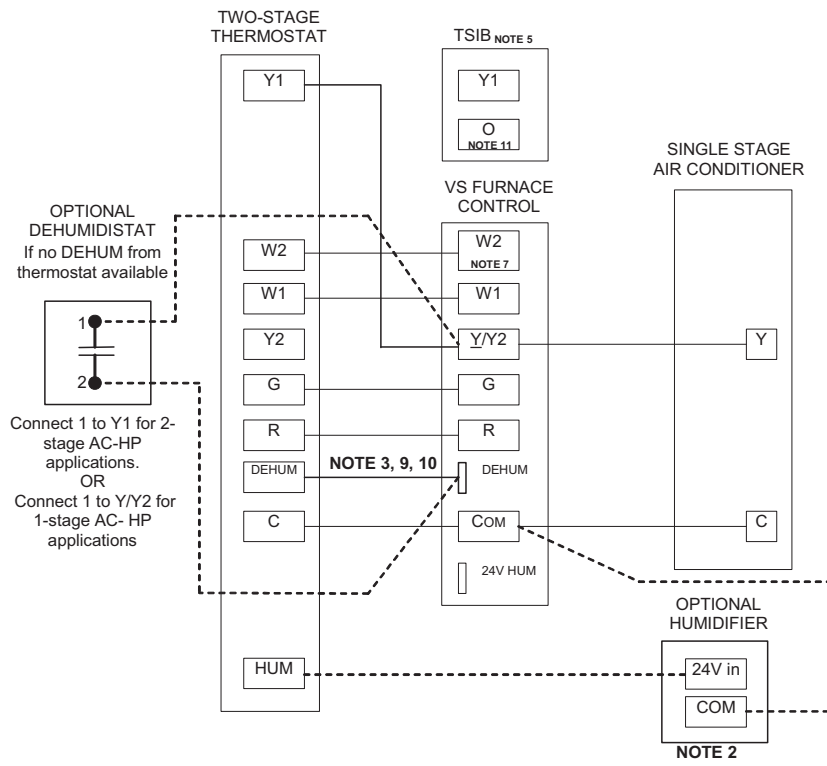 TWO-STAGE
THERMOSTAT
Y1
W2
W1
Y2
G
R
DEHUM
C
HUM
TSIB NOTE 5
Y1
O
NOTE 11
VS FURNACE
CONTROL
W2
NOTE 7
W1
Y/Y2
G
R
DEHUM
COM
24V HUM
NOTE 3, 9, 10
SINGLE STAGE
AIR CONDITIONER
Y
C
OPTIONAL
DEHUMIDISTAT
If no DEHUM from
thermostat available
1
2
Connect 1 to Y1 for 2-
stage AC-HP
applications.
OR
Connect 1 to Y/Y2 for
1-stage AC- HP
applications
OPTIONAL
HUMIDIFIER
24V in
COM
NOTE 2